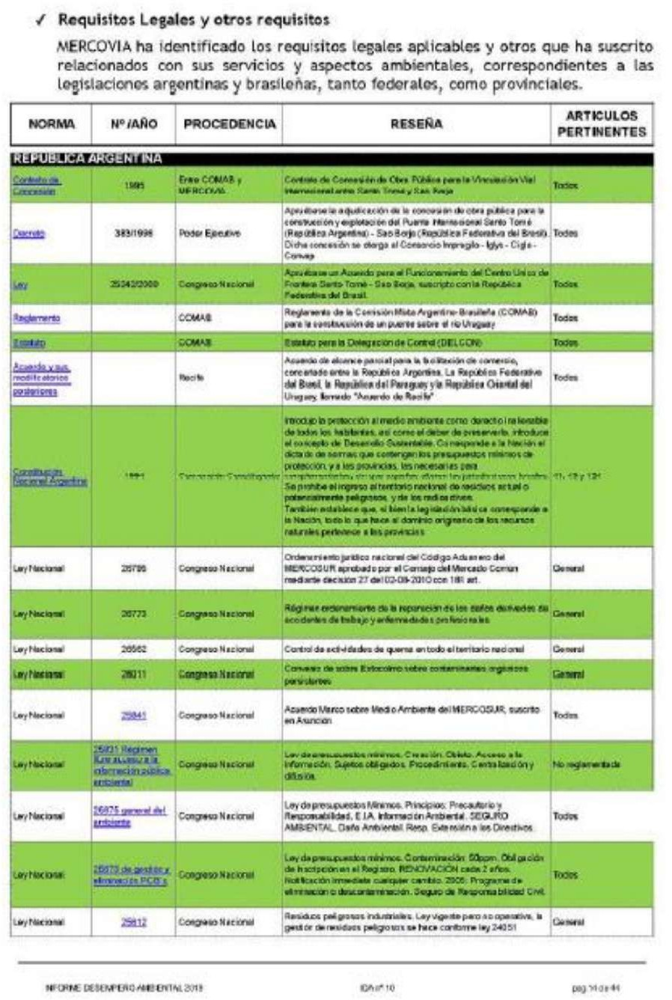 ✓ Requisitos Legales y otros requisitos
MERCOVIA ha identificado los requisitos legales aplicables y otros que ha suscrito
relacionados con sus servicios y aspectos ambientales, correspondientes a las
legislaciones argentinas y brasileñas, tanto federales, como provinciales.
NORMA Nº /AÑO PROCEDENCIA RESEÑA ARTICULOS PERTINENTES
REPUBLICA ARGENTINA
Contrato de
Concesión
1995
Entre COMAB y
MERCOVIA
Contrato de Concesión de Obra Pública para la Vinculación Vial
Internacional entre Santo Tomé y Sao Borja
Todos
Decreto
383/1996
Poder Ejecutivo
Apruébase la adjudicación de la concesión de obra pública para la
construcción y explotación del Puente Internacional Santo Tomé
(República Argentina) - Sao Borja (República Federativa del Brasil).
Dicha concesión se otorga al Consorcio Impregilo - Iglys - Cigla -
Convap
Todos
Ley
Congreso Nacional
Apruébase un Acuerdo para el Funcionamiento del Centro Unico de
Frontera Santo Tomé - Sao Borja, suscripto con la República
Federativa del Brasil.
Todos
Reglamento
COMAB
Reglamento de la Comisión Mixta Argentino-Brasileña (COMAB)
para la construcción de un puente sobre el río Uruguay
Todos
Estatuto
COMAB
Estatuto para la Delegación de Control (DELCON)
Todos
Acuerdo y sus
modificatorios
posteriores
Recife
Acuerdo de alcance parcial para la facilitación de comercio,
concertado entre la República Argentina, La República Federativa
del Brasil, la República del Paraguay y la República Oriental del
Uruguay, llamado "Acuerdo de Recife"
Todos
Constitución
Nacional Argentina
1994
Introdujo la protección al medio ambiente como derecho inalienable
de todos los habitantes, así como el deber de preservarlo, introduce
el concepto de Desarrollo Sustentable. Corresponde a la Nación el
dictado de normas que contengan los presupuestos mínimos de
protección, y a las provincias, las necesarias para
Se prohíbe el ingreso al territorio nacional de residuos actual o
potencialmente peligrosos, y de los radioactivos.
También establece que, si bien la legislación básica corresponde a
la Nación, todo lo que hace al dominio originario de los recursos
naturales pertenece a las provincias
Ley Nacional
26795
Congreso Nacional
Ordenamiento jurídico nacional del Código Aduanero del
MERCOSUR aprobado por el Consejo del Mercado Común
mediante decisión 27 del 02-08-2010 con 181 art.
General
Ley Nacional
26773
Congreso Nacional
Régimen ordenamiento de la reparación de los daños derivados de
accidentes de trabajo y enfermedades profesionales
General
Ley Nacional
26562
Congreso Nacional
Control de actividades de quema en todo el territorio nacional
General
Ley Nacional
26011
Congreso Nacional
Convenio de sobre Estocolmo sobre contaminantes orgánicos
persistentes
General
Ley Nacional
25841
Congreso Nacional
Acuerdo Marco sobre Medio Ambiente del MERCOSUR, suscrito
en Asunción
Todos
Ley Nacional
25831 Régimen
libre acceso a la
información pública
ambiental
Congreso Nacional
Ley de presupuestos mínimos. Creación. Objeto. Acceso a la
información. Sujetos obligados. Procedimiento. Centralización y
difusión.
No reglamentada
Ley Nacional
25675 general del
ambiente
Congreso Nacional
Ley de presupuestos Mínimos. Principios: Precautorio y
Responsabilidad, E.I.A. Información Ambiental. SEGURO
AMBIENTAL. Daño Ambiental. Resp. Extensión a los Directivos.
Todos
Ley Nacional
25670 de gestión y
eliminación PCB´s
Congreso Nacional
Ley de presupuestos mínimos. Contaminación: 50ppm. Obligación
de Inscripción en el Registro, RENOVACIÓN cada 2 años.
Notificación inmediata cualquier cambio. 2005: Programa de
eliminación o descontaminación. Seguro de Responsabilidad Civil.
Todos
Ley Nacional
25612
Congreso Nacional
Residuos peligrosos industriales. Ley vigente pero no operativa, la
gestión de residuos peligrosos se hace conforme ley 24051
General
INFORME DESEMPEÑO AMBIENTAL 2019 IDA nº 10 pag.14 de 44